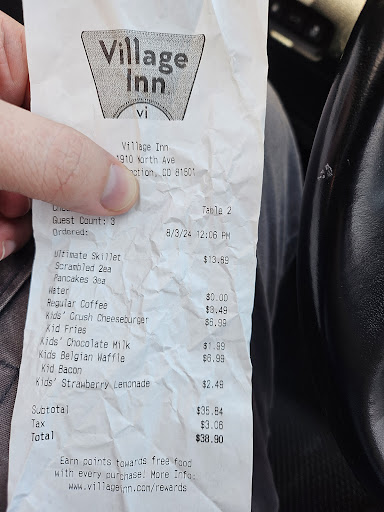 Village
Inn
vi
Village Inn
1910 North Ave
CO 81501
Table 2
Guest Count: 3
Ordered: 8/3/24 12:06 PM
Ultimate Skillet $13.89
Scrambled 2ea
Pancakes 3ea
Water $0.00
Regular Coffee $3.49
Kids' Crush Cheeseburger $6.99
Kid Fries
Kids' Chocolate Milk $1.99
Kids Belgian Waffle $6.99
Kid Bacon
Kids' Strawberry Lemonade $2.49
Subtotal $35.84
Tax $3.06
Total $38.90
Earn points towards free food
with every purchase! More Info:
www.villageinn.com/rewards